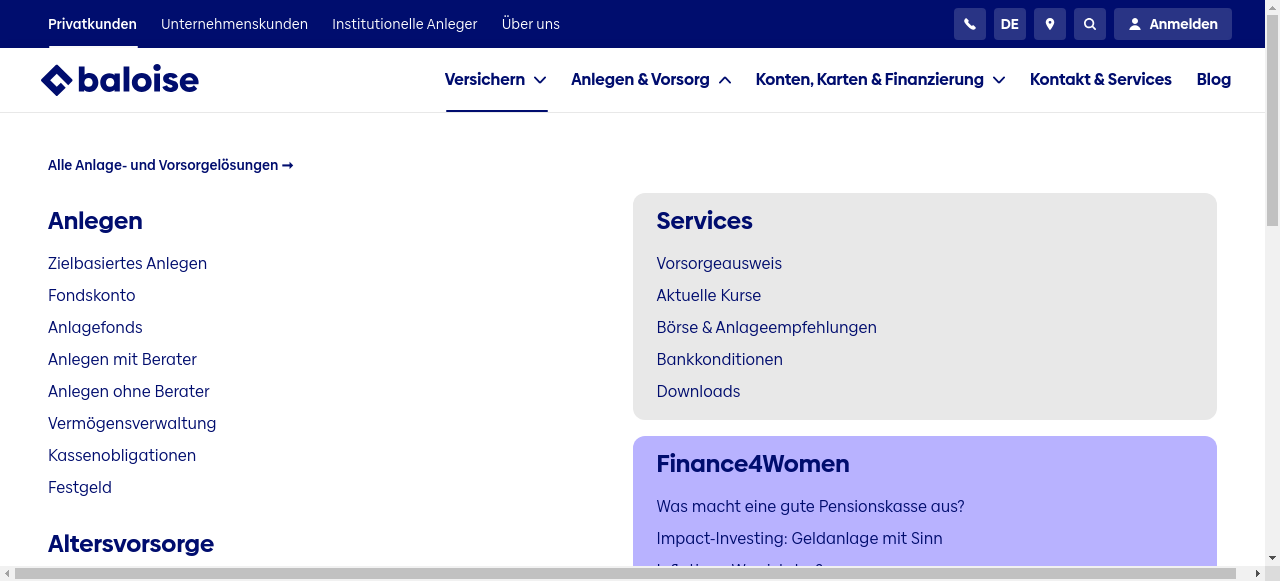 Privatkunden Unternehmenskunden Institutionelle Anleger Über uns DE Anmelden
baloise Versichern Anlegen & Vorsorg Konten, Karten & Finanzierung Kontakt & Services Blog
Alle Anlage- und Vorsorgelösungen ➞
Anlegen
Zielbasiertes Anlegen
Fondskonto
Anlagefonds
Anlegen mit Berater
Anlegen ohne Berater
Vermögensverwaltung
Kassenobligationen
Festgeld
Altersvorsorge
Services
Vorsorgeausweis
Aktuelle Kurse
Börse & Anlageempfehlungen
Bankkonditionen
Downloads
Finance4Women
Was macht eine gute Pensionskasse aus?
Impact-Investing: Geldanlage mit Sinn